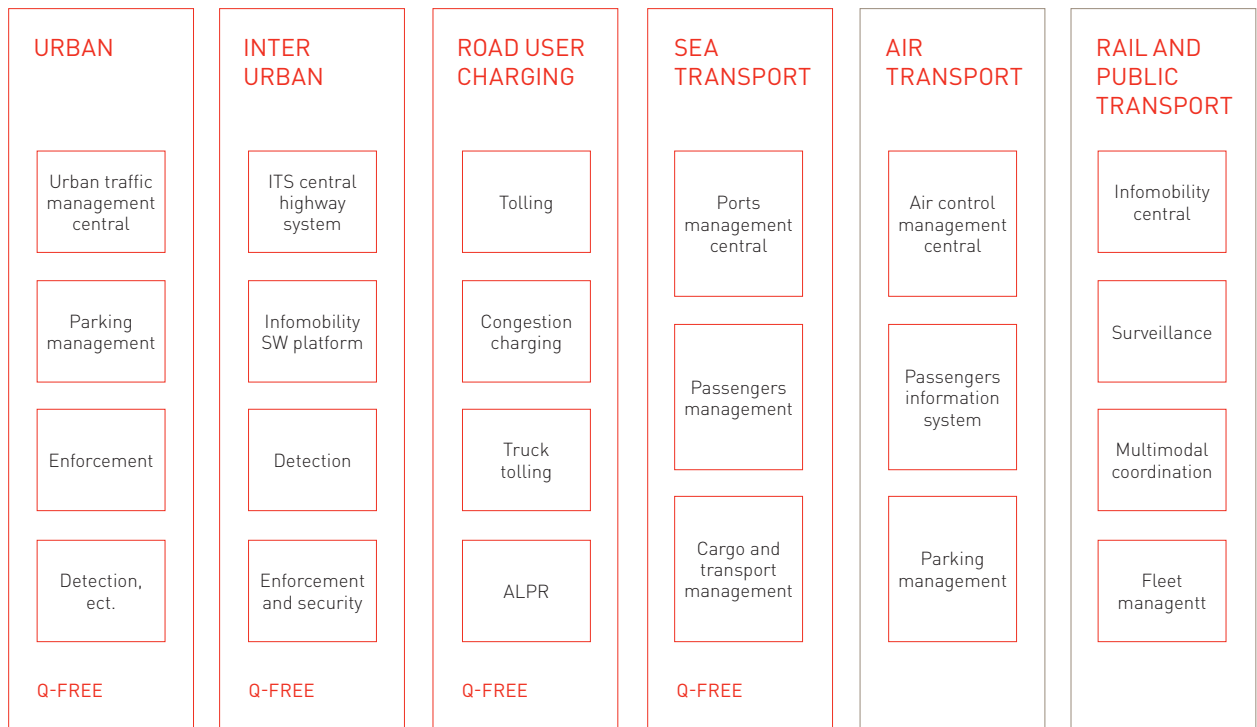 URBAN
Urban traffic
management
central
Parking
management
Enforcement
Detection,
ect.
Q-FREE
INTER
URBAN
ITS central
highway
system
Infomobility
SW platform
Detection
Enforcement
and security
Q-FREE
ROAD USER
CHARGING
Tolling
Congestion
charging
Truck
tolling
ALPR
Q-FREE
SEA
TRANSPORT
Ports
management
central
Passengers
management
Cargo and
transport
management
Q-FREE
AIR
TRANSPORT
Air control
management
central
Passengers
information
system
Parking
management
RAIL AND
PUBLIC
TRANSPORT
Infomobility
central
Surveillance
Multimodal
coordination
Fleet
managentt